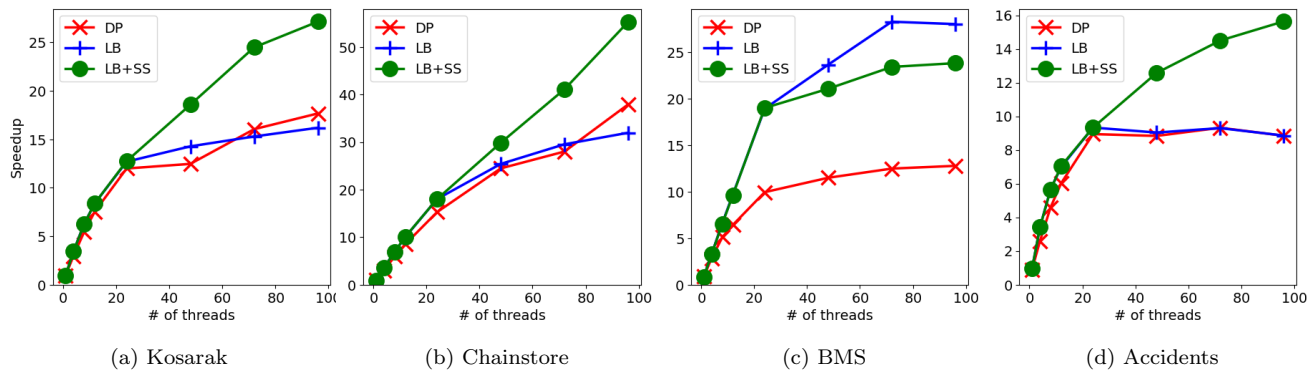 DP
LB
LB+SS
Speedup
25
20
15
10
5
0
0 20 40 60 80 100
# of threads
(a) Kosarak
DP
LB
LB+SS
50
40
30
20
10
0
0 20 40 60 80 100
# of threads
(b) Chainstore
DP
LB
LB+SS
25
20
15
10
5
0
0 20 40 60 80 100
# of threads
(c) BMS
DP
LB
LB+SS
16
14
12
10
8
6
4
2
0
0 20 40 60 80 100
# of threads
(d) Accidents